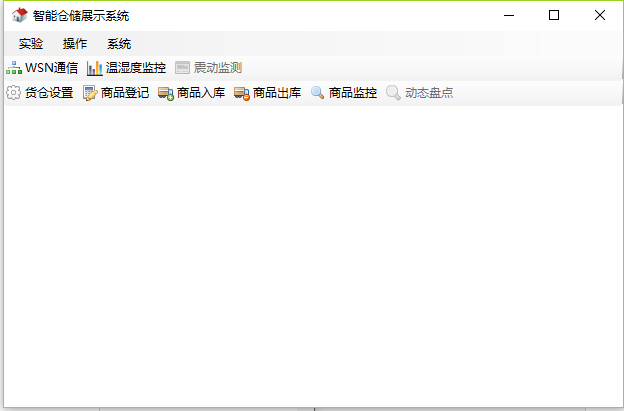 智能仓储展示系统
实验 操作 系统
WSN通信 温湿度监控 震动监测
货仓设置 商品登记 商品入库 商品出库 商品监控 动态盘点